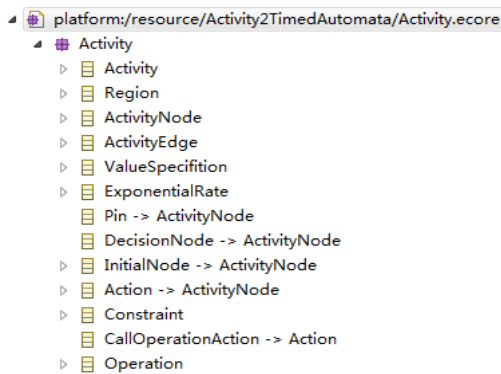 platform:/resource/Activity2TimedAutomata/Activity.ecore
Activity
Activity
Region
ActivityNode
ActivityEdge
ValueSpecifition
ExponentialRate
Pin -> ActivityNode
DecisionNode -> ActivityNode
InitialNode -> ActivityNode
Action -> ActivityNode
Constraint
CallOperationAction -> Action
Operation